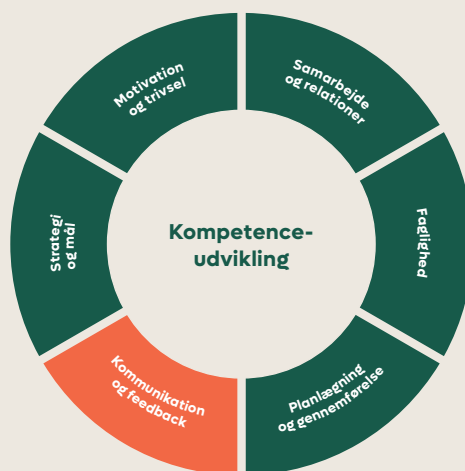 Motivation
og trivsel
Samarbejde
og relationer
Strategi
og mål
Kompetence-
udvikling
Faglighed
Kommunikation
og feedback
Planlægning
og gennemførelse